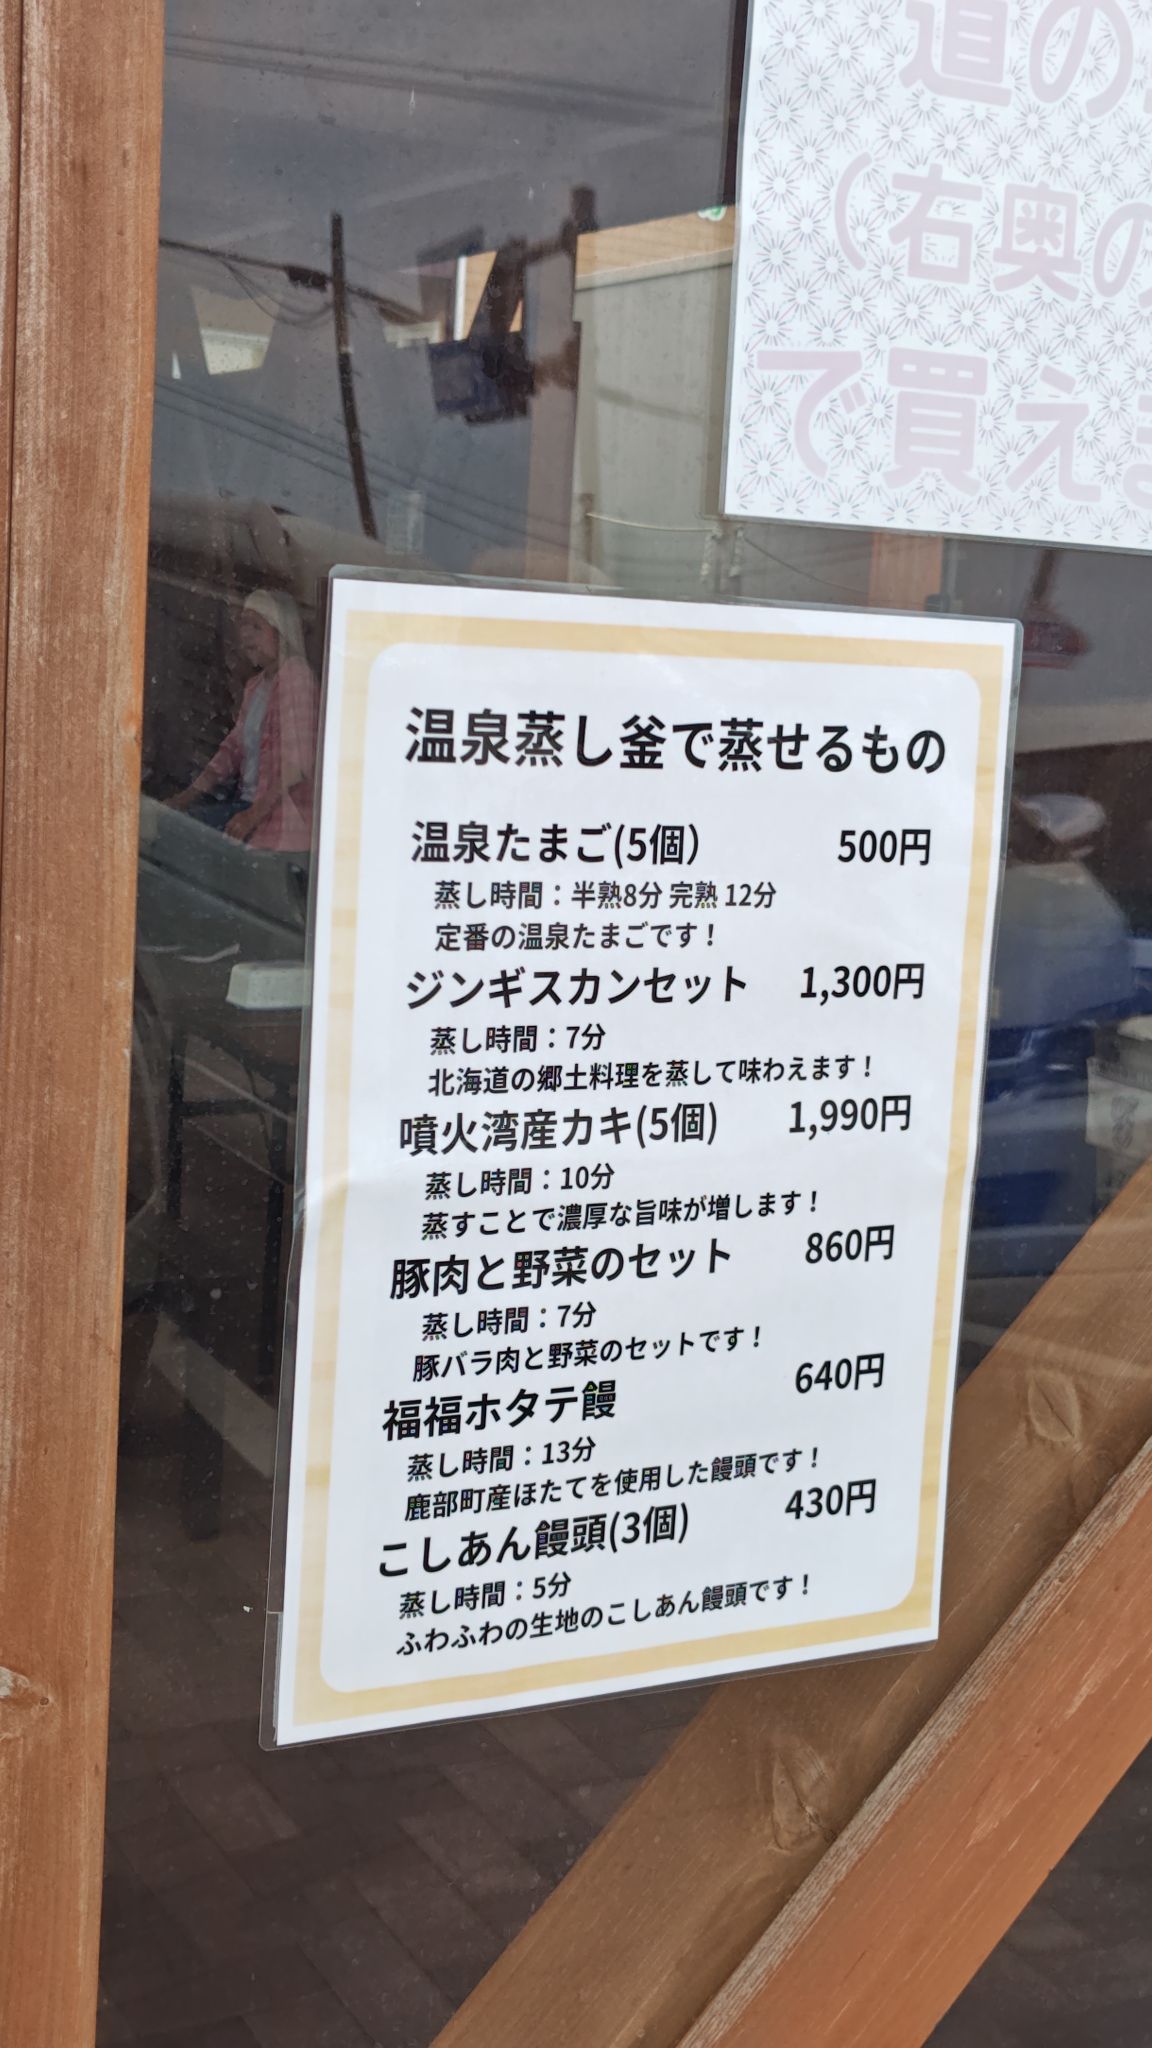 道の
（右奥の
で買え
温泉蒸し釜で蒸せるもの
温泉たまご(5個） 500円
蒸し時間：半熟8分 完熟 12分
定番の温泉たまごです！
ジンギスカンセット 1,300円
蒸し時間：7分
北海道の郷土料理を蒸して味わえます！
噴火湾産カキ(5個) 1,990円
蒸し時間：10分
蒸すことで濃厚な旨味が増します！
豚肉と野菜のセット 860円
蒸し時間：7分
豚バラ肉と野菜のセットです！
福福ホタテ饅 640円
蒸し時間：13分
鹿部町産ほたてを使用した饅頭です！
こしあん饅頭(3個) 430円
蒸し時間：5分
ふわふわの生地のこしあん饅頭です！